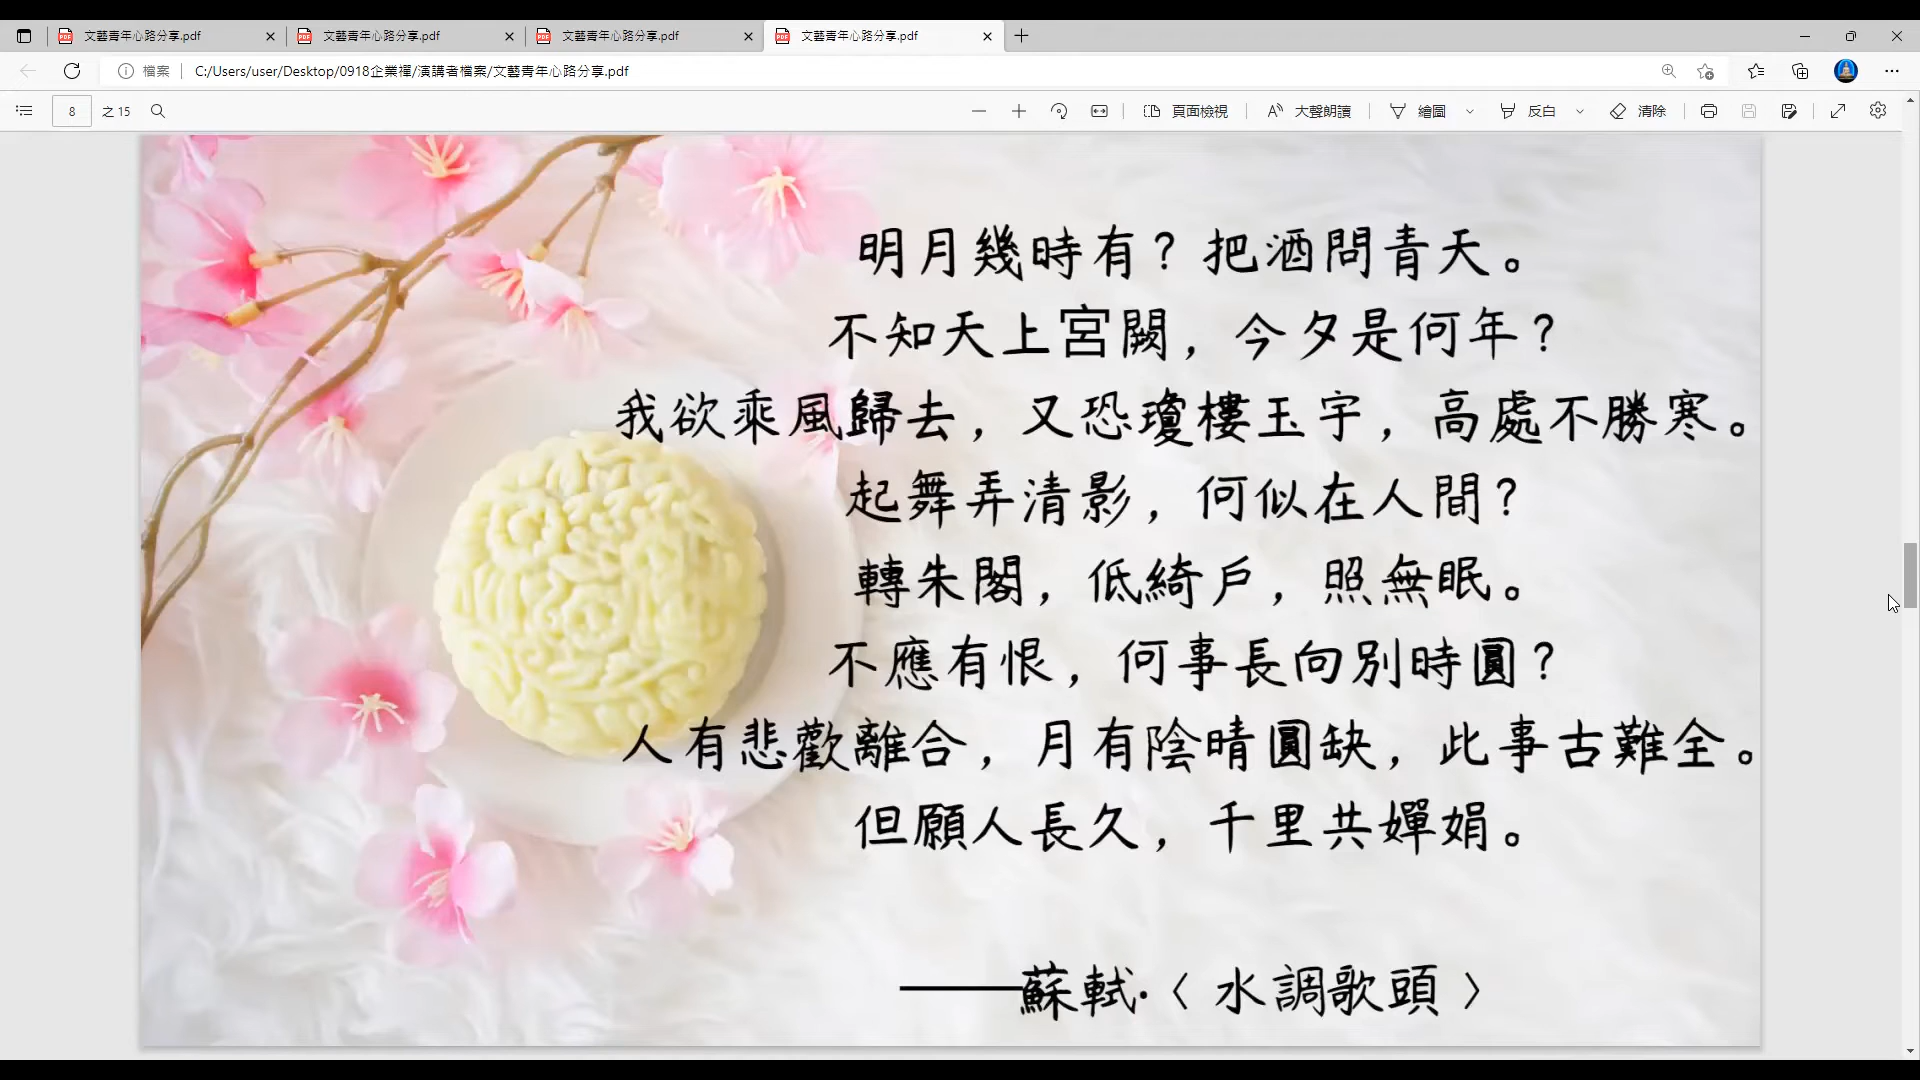 文藝青年心路分享.pdf
文藝青年心路分享.pdf
文藝青年心路分享.pdf
文藝青年心路分享.pdf
檔案
C:/Users/user/Desktop/0918企業禪/演講者檔案/文藝青年心路分享.pdf
8 之 15
頁面檢視
大聲朗讀
繪圖
反白
清除
明月幾時有？把酒問青天。
不知天上宮闕，今夕是何年？
我欲乘風歸去，又恐瓊樓玉宇，高處不勝寒。
起舞弄清影，何似在人間？
轉朱閣，低綺戶，照無眠。
不應有恨，何事長向別時圓？
人有悲歡離合，月有陰晴圓缺，此事古難全。
但願人長久，千里共嬋娟。
——蘇軾·〈 水調歌頭 〉